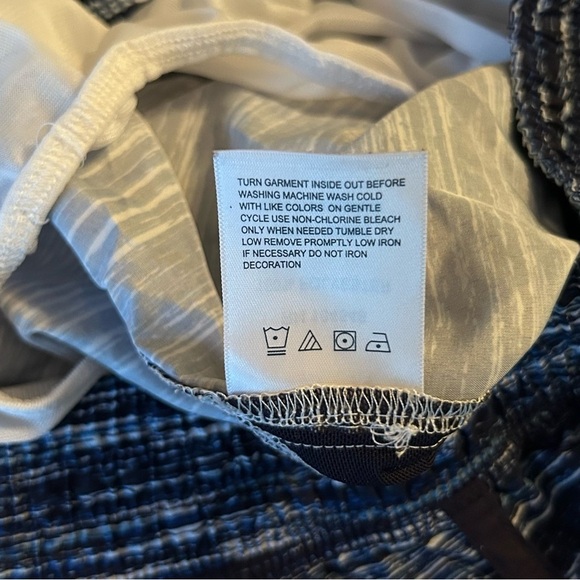 TURN GARMENT INSIDE OUT BEFORE
WASHING MACHINE WASH COLD
WITH LIKE COLORS ON GENTLE
CYCLE USE NON-CHLORINE BLEACH
ONLY WHEN NEEDED TUMBLE DRY
LOW REMOVE PROMPTLY LOW IRON
IF NECESSARY DO NOT IRON
DECORATION